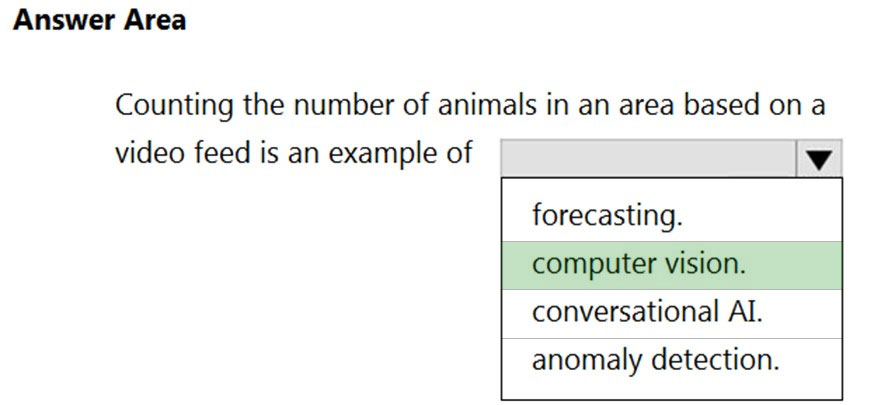 Answer Area
Counting the number of animals in an area based on a
video feed is an example of
forecasting.
computer vision.
conversational AI.
anomaly detection.